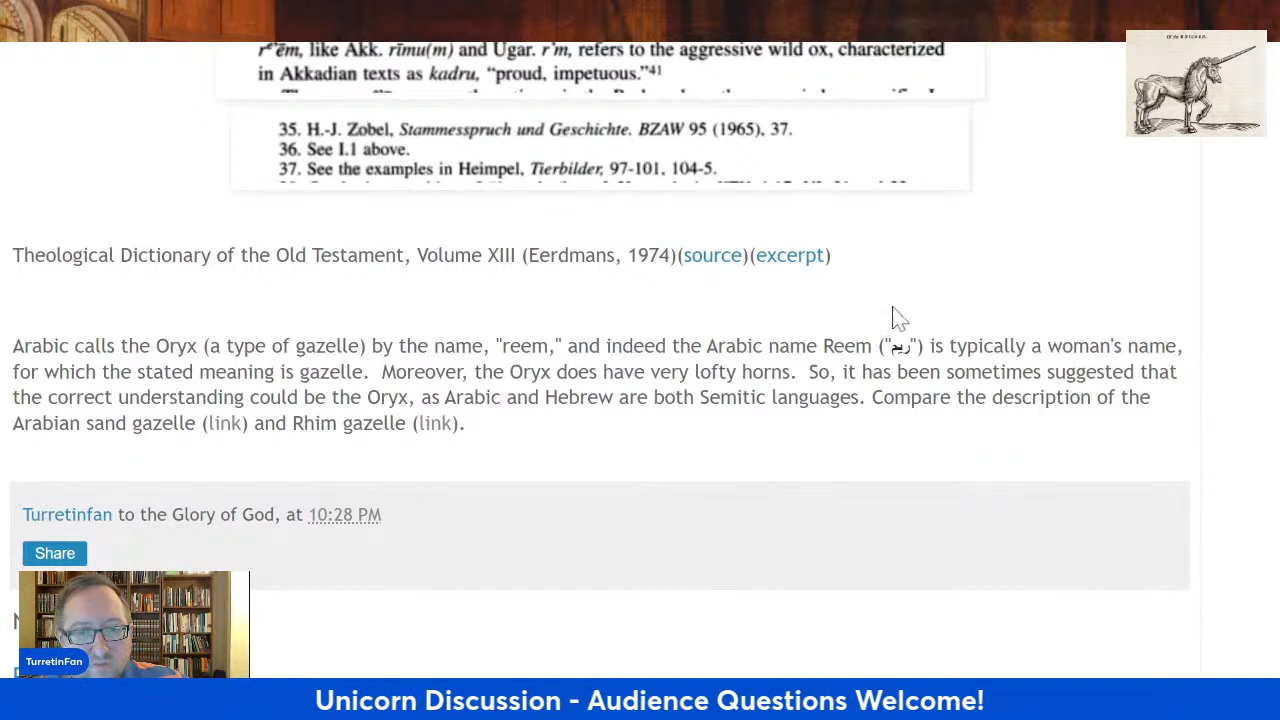 Of the UNICORN.
rᵉʾēm, like Akk. rīmu(m) and Ugar. rʾm, refers to the aggressive wild ox, characterized
in Akkadian texts as kadru, “proud, impetuous.”⁴¹
35. H.-J. Zobel, Stammesspruch und Geschichte. BZAW 95 (1965), 37.
36. See I.1 above.
37. See the examples in Heimpel, Tierbilder, 97-101, 104-5.
Theological Dictionary of the Old Testament, Volume XIII (Eerdmans, 1974)(source)(excerpt)
Arabic calls the Oryx (a type of gazelle) by the name, "reem," and indeed the Arabic name Reem ("ريم") is typically a woman's name,
for which the stated meaning is gazelle.  Moreover, the Oryx does have very lofty horns.  So, it has been sometimes suggested that
the correct understanding could be the Oryx, as Arabic and Hebrew are both Semitic languages. Compare the description of the
Arabian sand gazelle (link) and Rhim gazelle (link).
Turretinfan to the Glory of God, at 10:28 PM
Share
TurretinFan
Unicorn Discussion - Audience Questions Welcome!